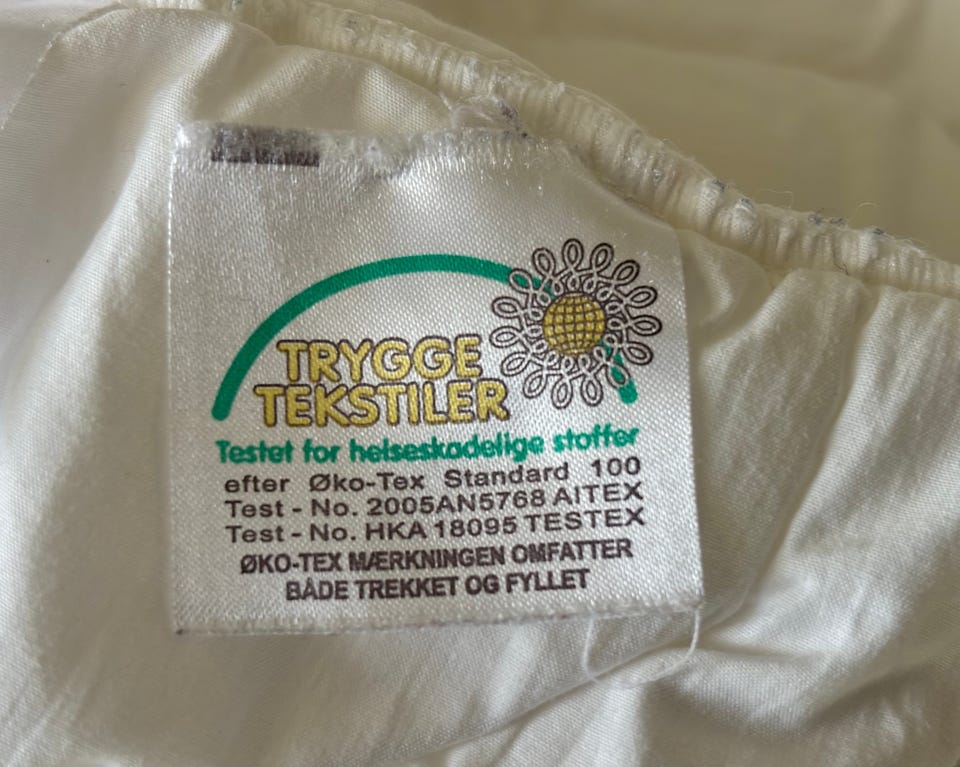 TRYGGE
TEKSTILER
Testet for helseskadelige stoffer
efter Øko-Tex Standard 100
Test - No. 2005AN5768 AITEX
Test - No. HKA 18095 TESTEX
ØKO-TEX MÆRKNINGEN OMFATTER
BÅDE TREKKET OG FYLLET